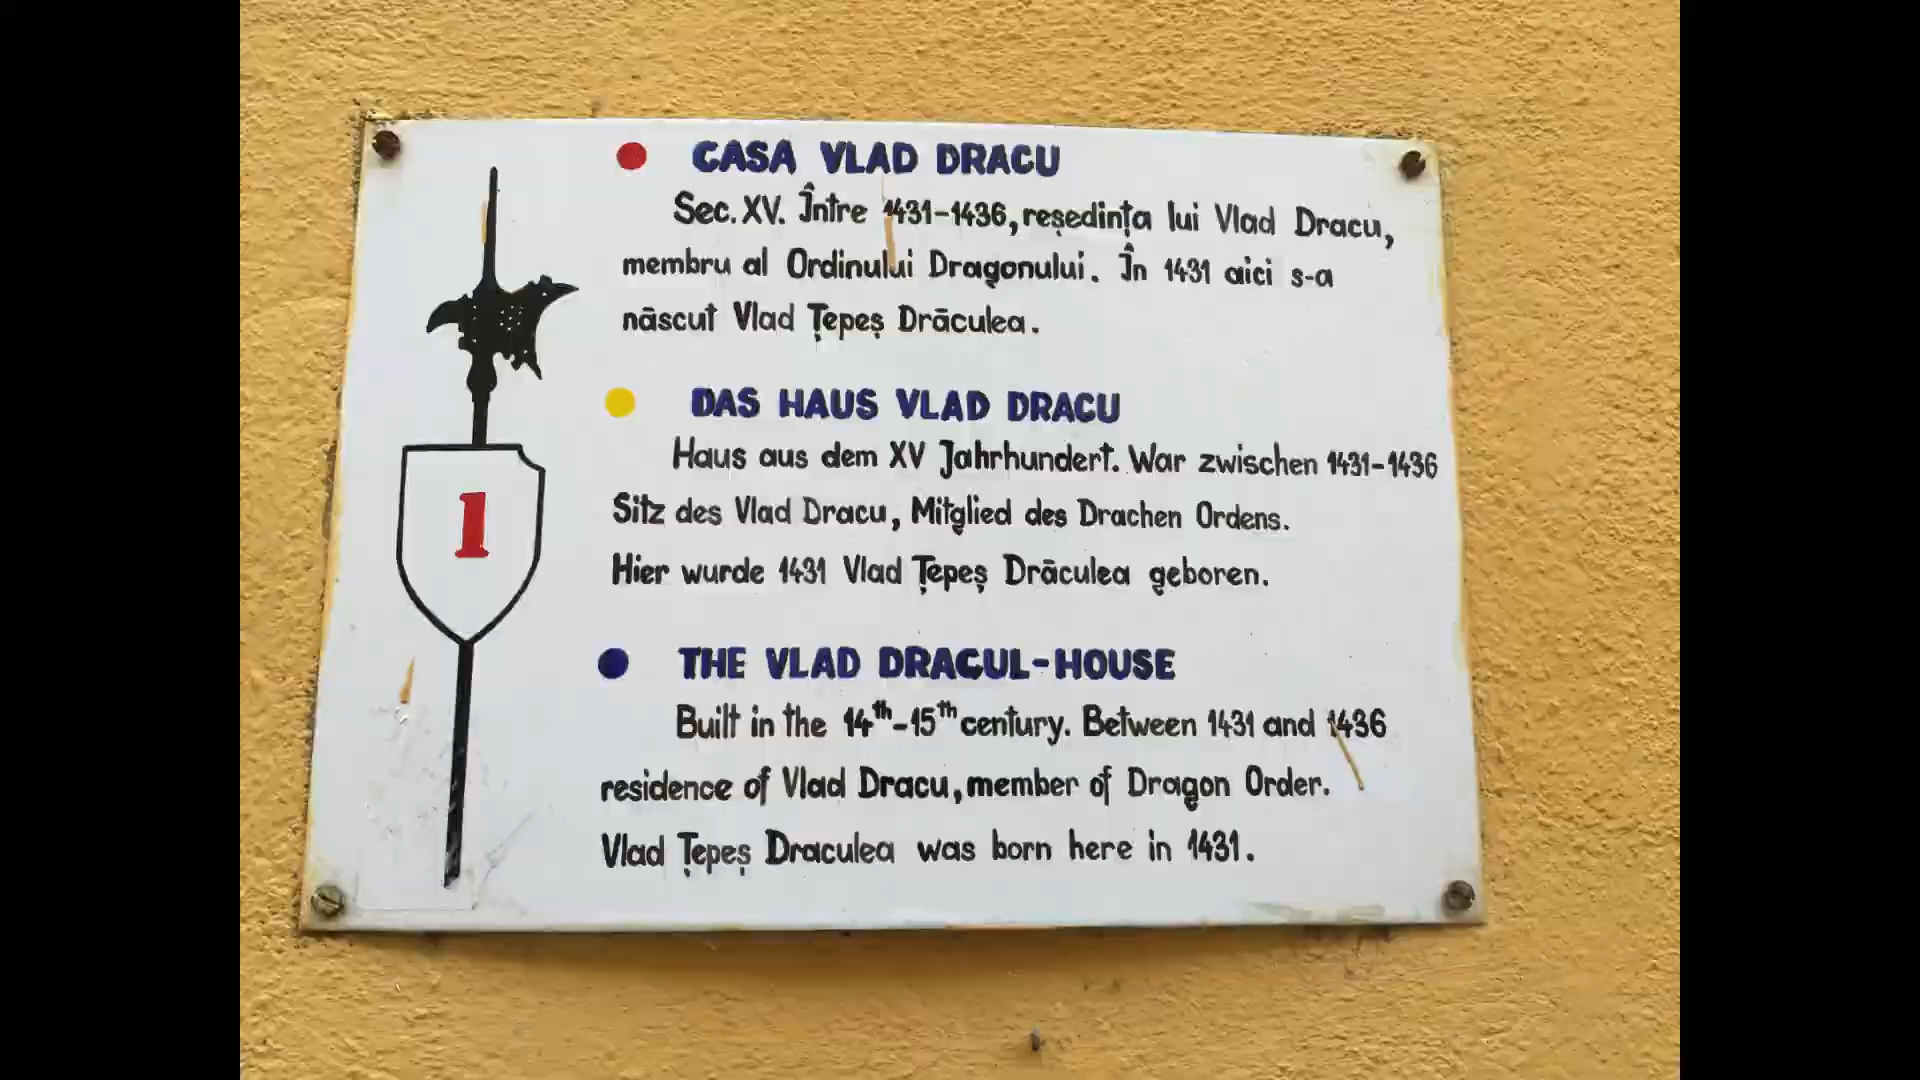 CASA VLAD DRACU
Sec. XV. Între 1431-1436, reședința lui Vlad Dracu,
membru al Ordinului Dragonului. În 1431 aici s-a
născut Vlad Țepeș Drăculea.
DAS HAUS VLAD DRACU
Haus aus dem XV Jahrhundert. War zwischen 1431-1436
Sitz des Vlad Dracu, Mitglied des Drachen Ordens.
Hier wurde 1431 Vlad Țepeș Drăculea geboren.
1
THE VLAD DRACUL-HOUSE
Built in the 14th-15th century. Between 1431 and 1436
residence of Vlad Dracu, member of Dragon Order.
Vlad Țepeș Draculea was born here in 1431.